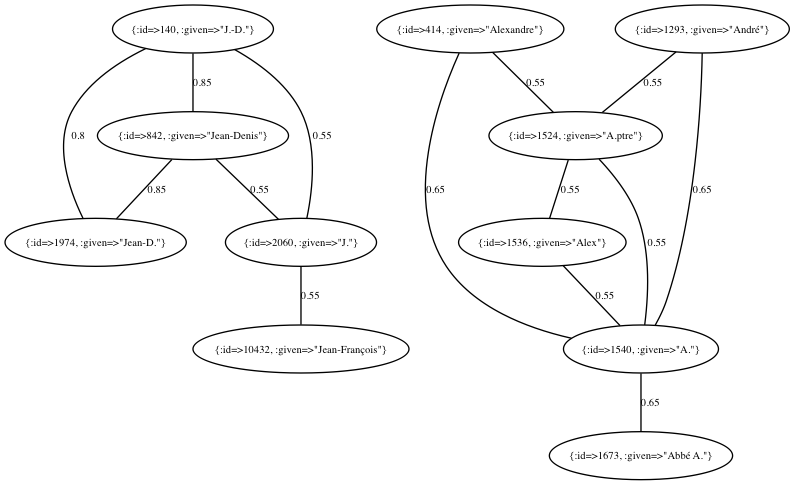 {:id=>140, :given=>"J.-D."}
{:id=>414, :given=>"Alexandre"}
{:id=>1293, :given=>"André"}
0.85
0.55
0.55
0.8
{:id=>842, :given=>"Jean-Denis"}
0.55
{:id=>1524, :given=>"A.ptre"}
0.85
0.55
0.65
0.55
0.65
{:id=>1974, :given=>"Jean-D."}
{:id=>2060, :given=>"J."}
{:id=>1536, :given=>"Alex"}
0.55
0.55
0.55
{:id=>10432, :given=>"Jean-François"}
{:id=>1540, :given=>"A."}
0.65
{:id=>1673, :given=>"Abbé A."}